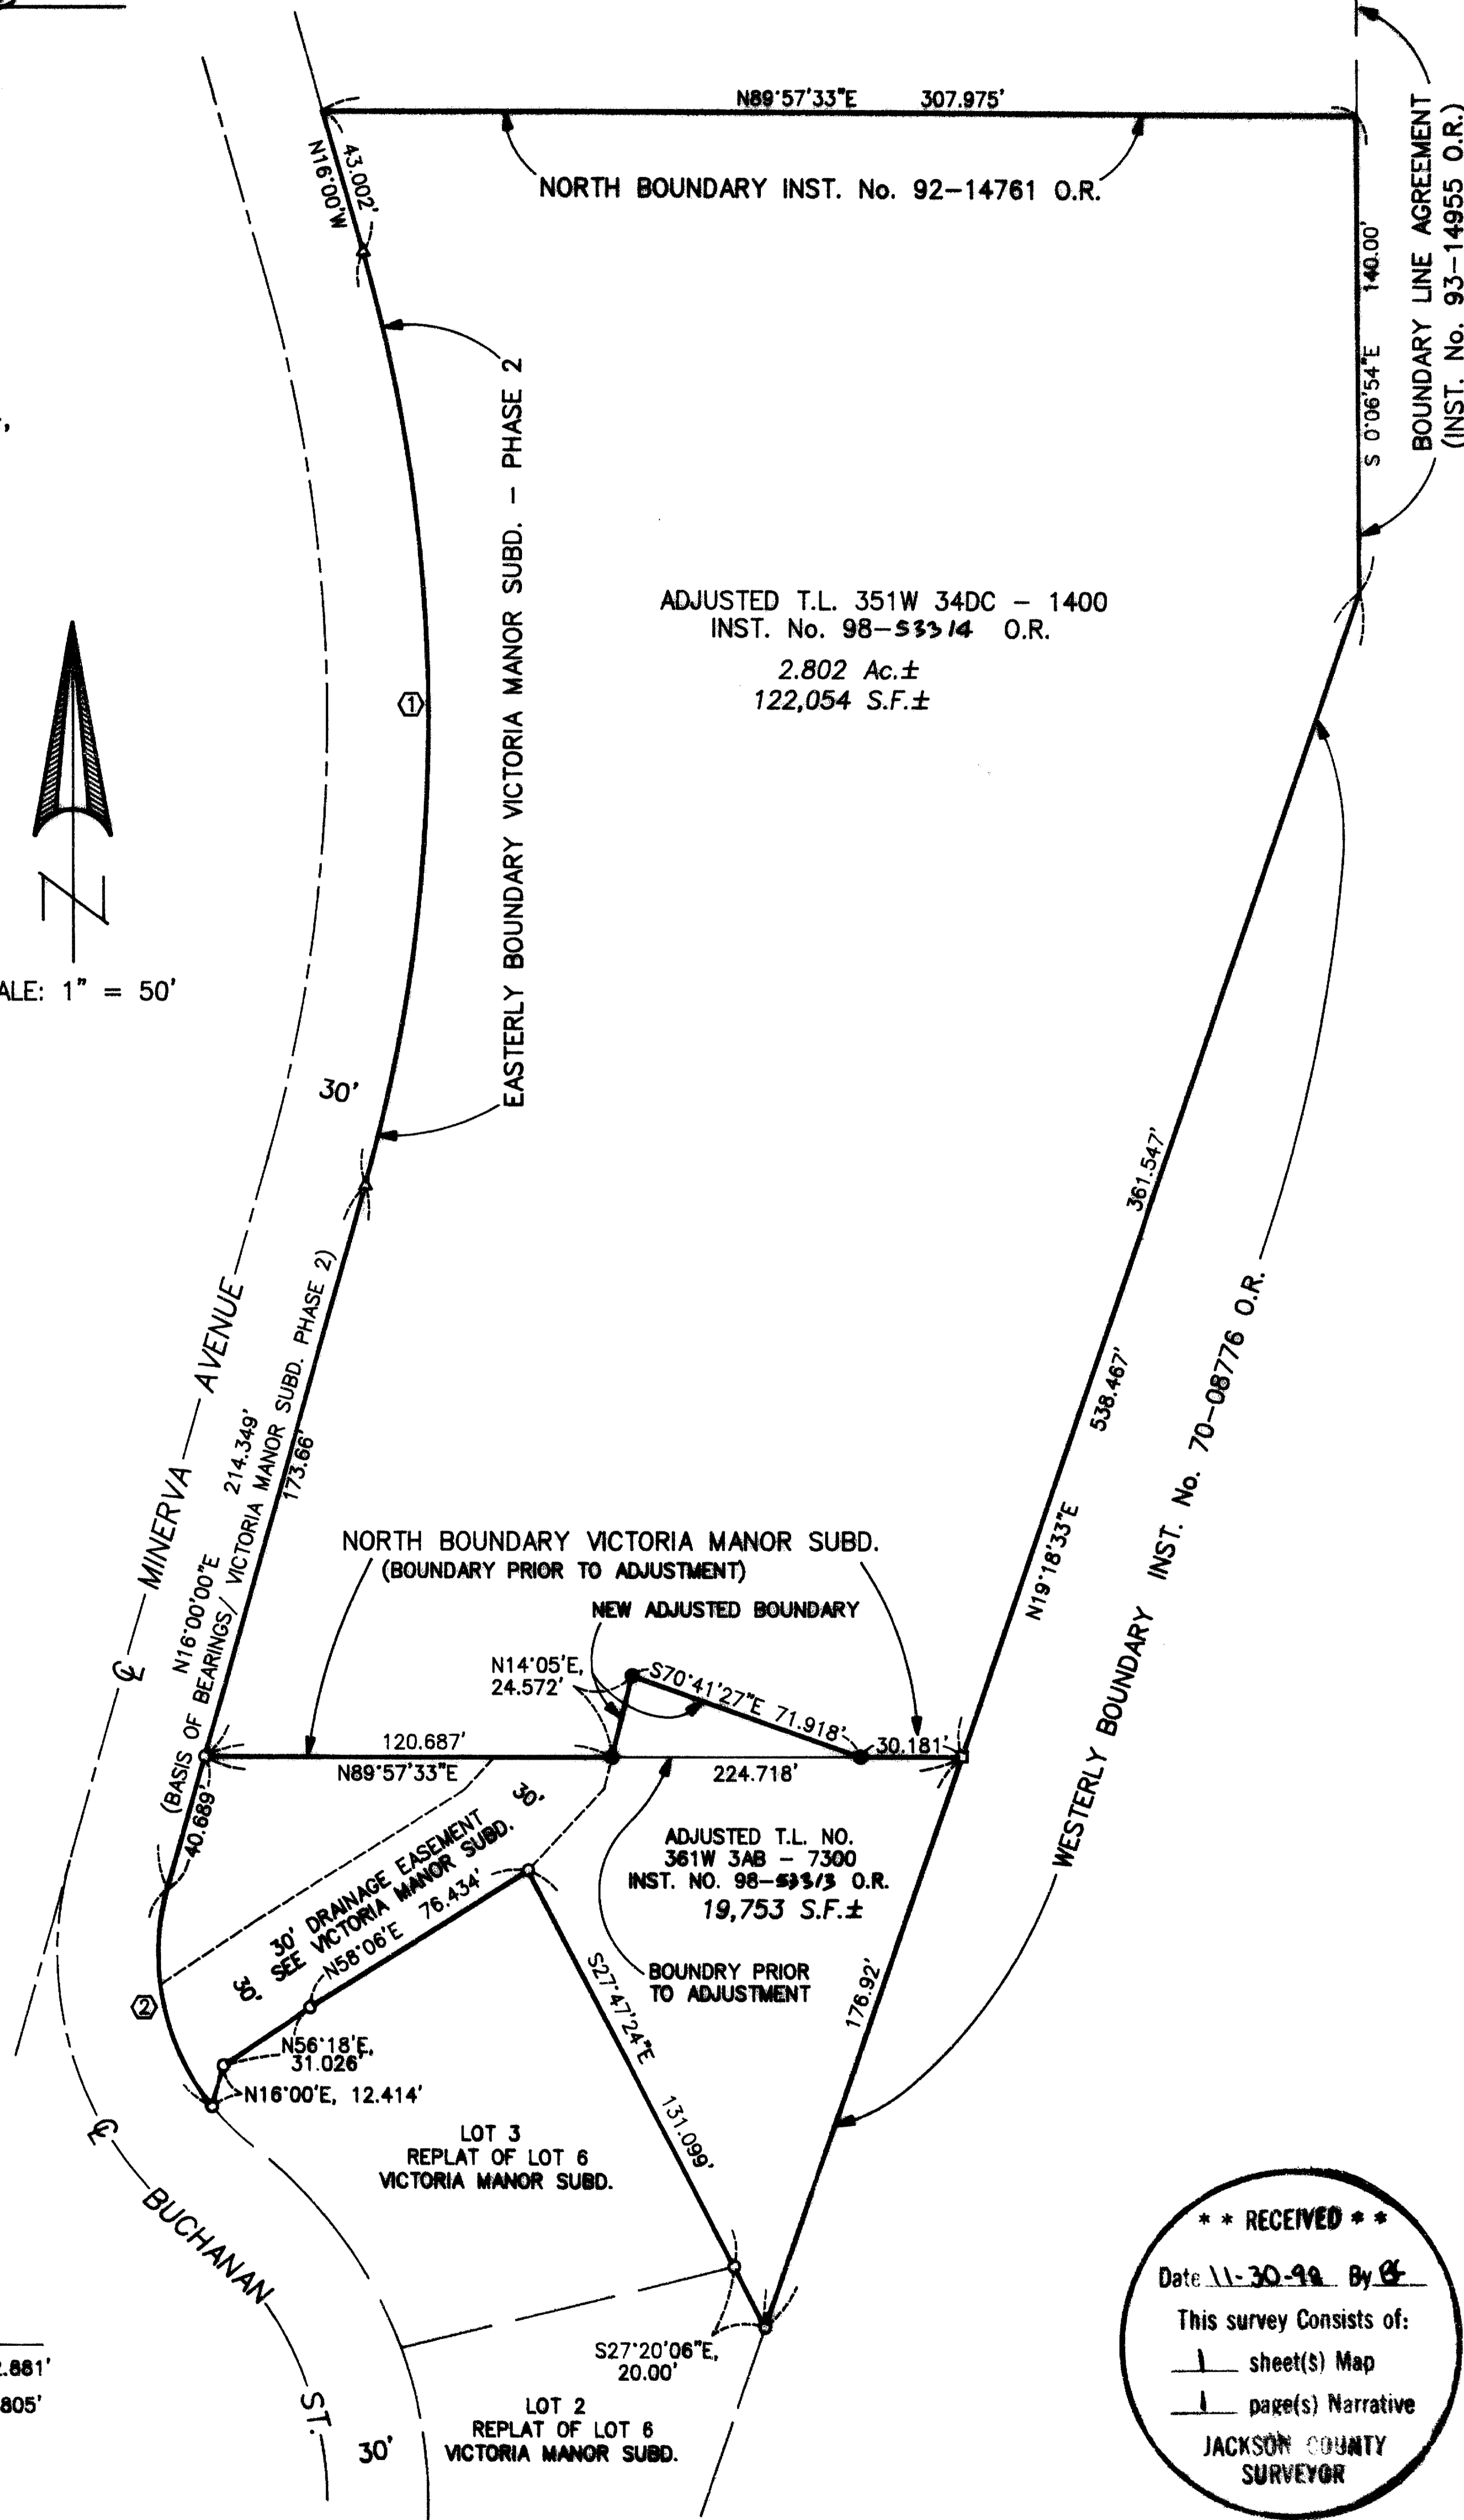 N89°57'33"E 307.975'
NORTH BOUNDARY INST. No. 92-14761 O.R.
N16°00'W
43.002'
S 0°06'54"E 140.00'
BOUNDARY LINE AGREEMENT
(INST. No. 93-14955 O.R.)
EASTERLY BOUNDARY VICTORIA MANOR SUBD. - PHASE 2
1
ADJUSTED T.L. 351W 34DC - 1400
INST. No. 98-53314 O.R.
2.802 Ac.±
122,054 S.F.±
N
ALE: 1" = 50'
30'
361.547'
538.467'
N19°18'33"E
WESTERLY BOUNDARY INST. No. 70-08776 O.R.
MINERVA AVENUE
N16°00'00"E 214.349'
(BASIS OF BEARINGS/ VICTORIA MANOR SUBD. PHASE 2)
173.66'
NORTH BOUNDARY VICTORIA MANOR SUBD.
(BOUNDARY PRIOR TO ADJUSTMENT)
NEW ADJUSTED BOUNDARY
N14°05'E,
24.572'
S70°41'27"E 71.918'
120.687'
30.181'
N89°57'33"E
224.718'
40.689'
30'
30' DRAINAGE EASEMENT
SEE VICTORIA MANOR SUBD.
30'
N58°06'E 76.434'
ADJUSTED T.L. NO.
361W 3AB - 7300
INST. NO. 98-53313 O.R.
19,753 S.F.±
BOUNDRY PRIOR
TO ADJUSTMENT
S27°47'24"E 131.099'
176.92'
2
N56°18'E,
31.026'
N16°00'E, 12.414'
LOT 3
REPLAT OF LOT 6
VICTORIA MANOR SUBD.
CL
CL
BUCHANAN ST.
S27°20'06"E,
20.00'
LOT 2
REPLAT OF LOT 6
VICTORIA MANOR SUBD.
30'
.881'
805'
* * RECEIVED * *
Date 11-30-98 By
This survey Consists of:
1 sheet(s) Map
1 page(s) Narrative
JACKSON COUNTY
SURVEYOR